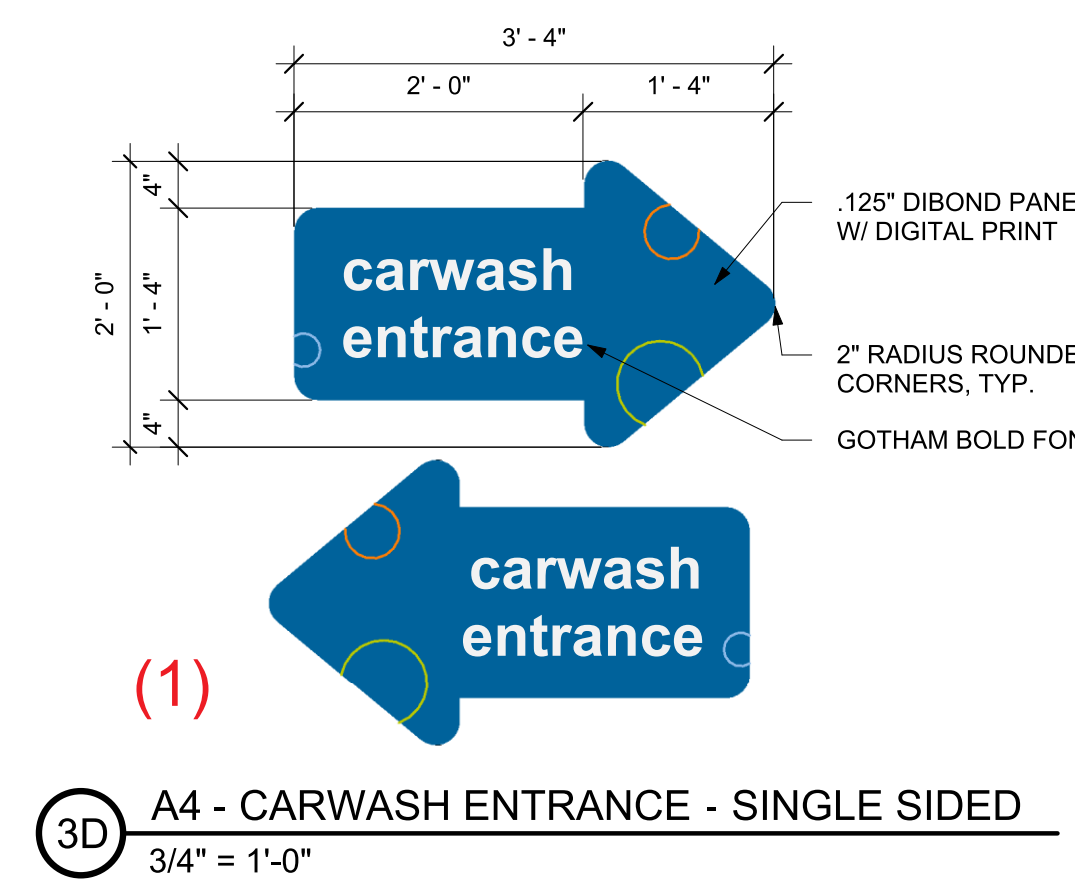 3' - 4"
2' - 0"
1' - 4"
4"
2' - 0"
1' - 4"
4"
carwash
entrance
.125" DIBOND PANE
W/ DIGITAL PRINT
2" RADIUS ROUNDE
CORNERS, TYP.
GOTHAM BOLD FON
carwash
entrance
(1)
3D
A4 - CARWASH ENTRANCE - SINGLE SIDED
3/4" = 1'-0"